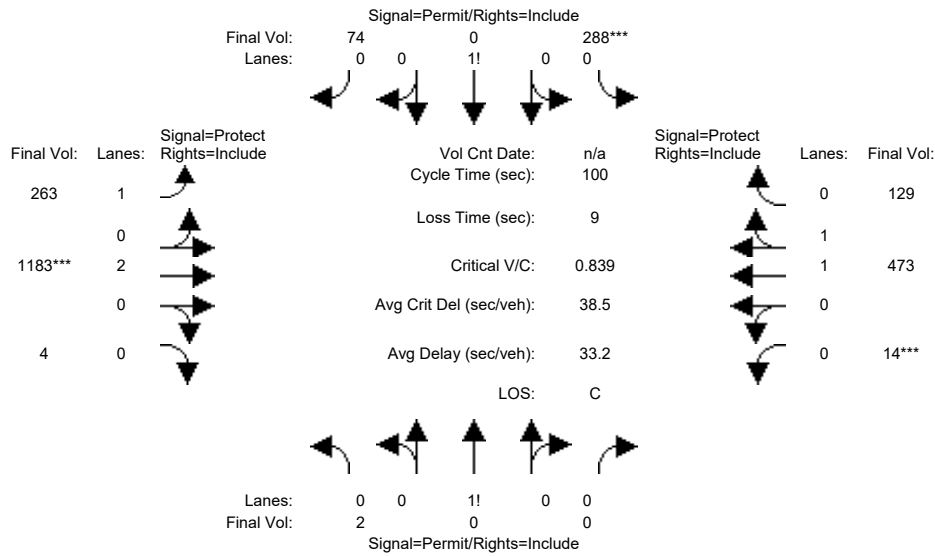 Signal=Permit/Rights=Include
Final Vol: 74 0 288***
Lanes: 0 0 1! 0 0
Signal=Protect Signal=Protect
Final Vol: Lanes: Rights=Include Vol Cnt Date: n/a Rights=Include Lanes: Final Vol:
Cycle Time (sec): 100
263 1 0 129
Loss Time (sec): 9
0 1
1183*** 2 Critical V/C: 0.839 1 473
0 Avg Crit Del (sec/veh): 38.5 0
4 0 Avg Delay (sec/veh): 33.2 0 14***
LOS: C
Lanes: 0 0 1! 0 0
Final Vol: 2 0 0
Signal=Permit/Rights=Include